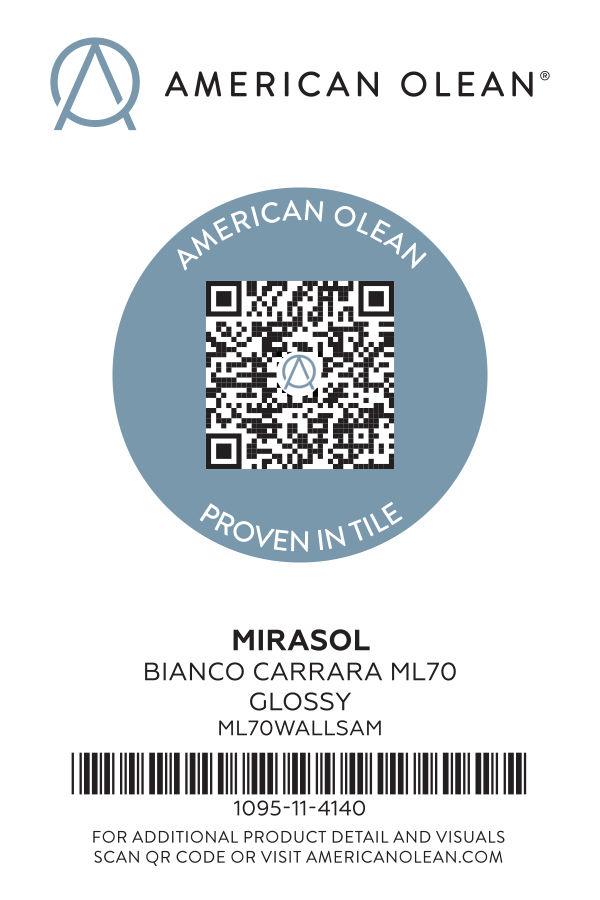 AMERICAN OLEAN®
AMERICAN OLEAN
PROVEN IN TILE
MIRASOL
BIANCO CARRARA ML70
GLOSSY
ML70WALLSAM
1095-11-4140
FOR ADDITIONAL PRODUCT DETAIL AND VISUALS
SCAN QR CODE OR VISIT AMERICANOLEAN.COM